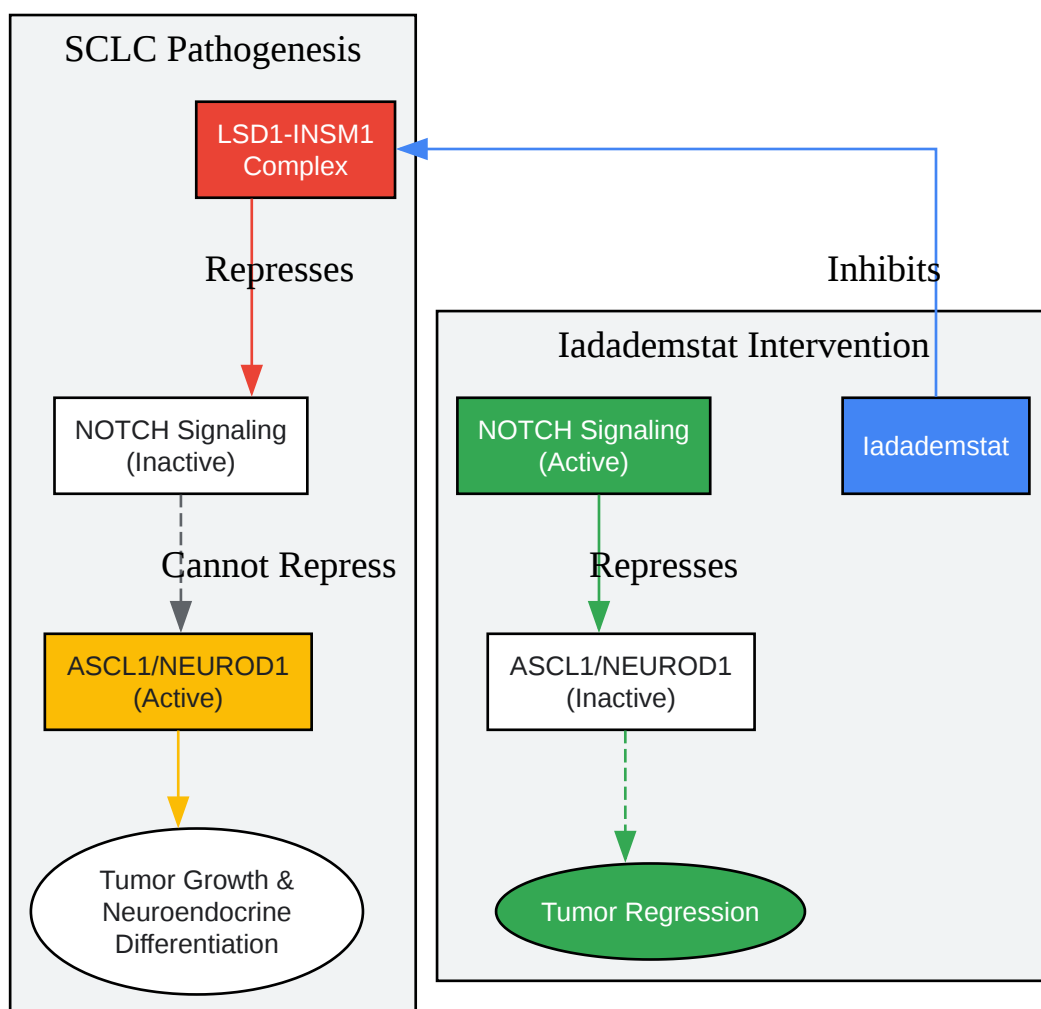 SCLC Pathogenesis
LSD1-INSM1
Complex
Represses
NOTCH Signaling
(Inactive)
Cannot Repress
ASCL1/NEUROD1
(Active)
Tumor Growth &
Neuroendocrine
Differentiation
Inhibits
Iadademstat Intervention
NOTCH Signaling
(Active)
Iadademstat
Represses
ASCL1/NEUROD1
(Inactive)
Tumor Regression